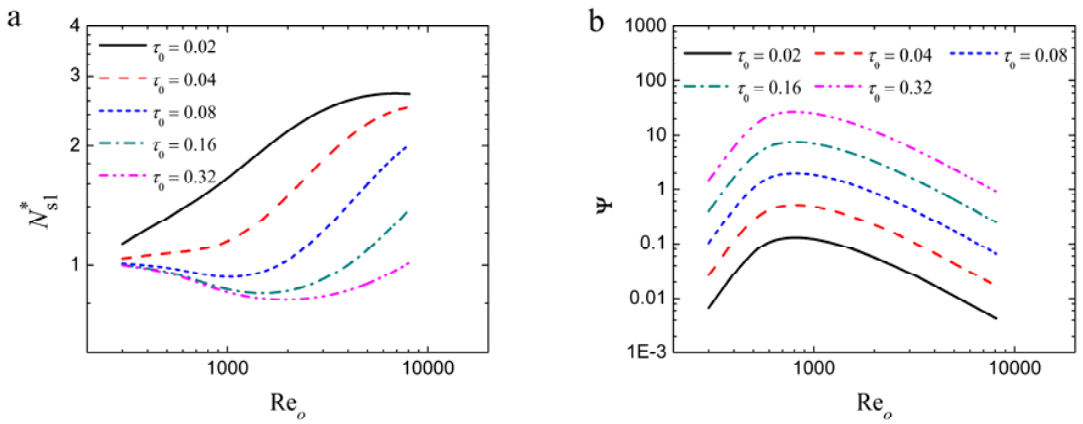 a
4
3
2
1
N*s1
τ0 = 0.02
τ0 = 0.04
τ0 = 0.08
τ0 = 0.16
τ0 = 0.32
1000 10000
Reo
b
1000
100
10
1
0.1
0.01
1E-3
Ψ
τ0 = 0.02 τ0 = 0.04 τ0 = 0.08
τ0 = 0.16 τ0 = 0.32
1000 10000
Reo